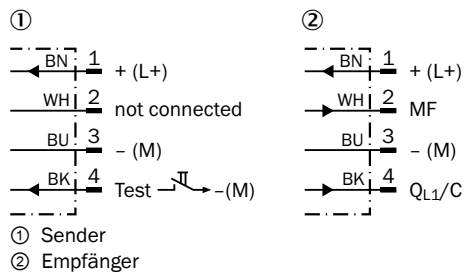 ① ②
BN 1 + (L+) BN 1 + (L+)
WH 2 not connected WH 2 MF
BU 3 – (M) BU 3 – (M)
BK 4 Test –(M) BK 4 QL1/C
① Sender
② Empfänger